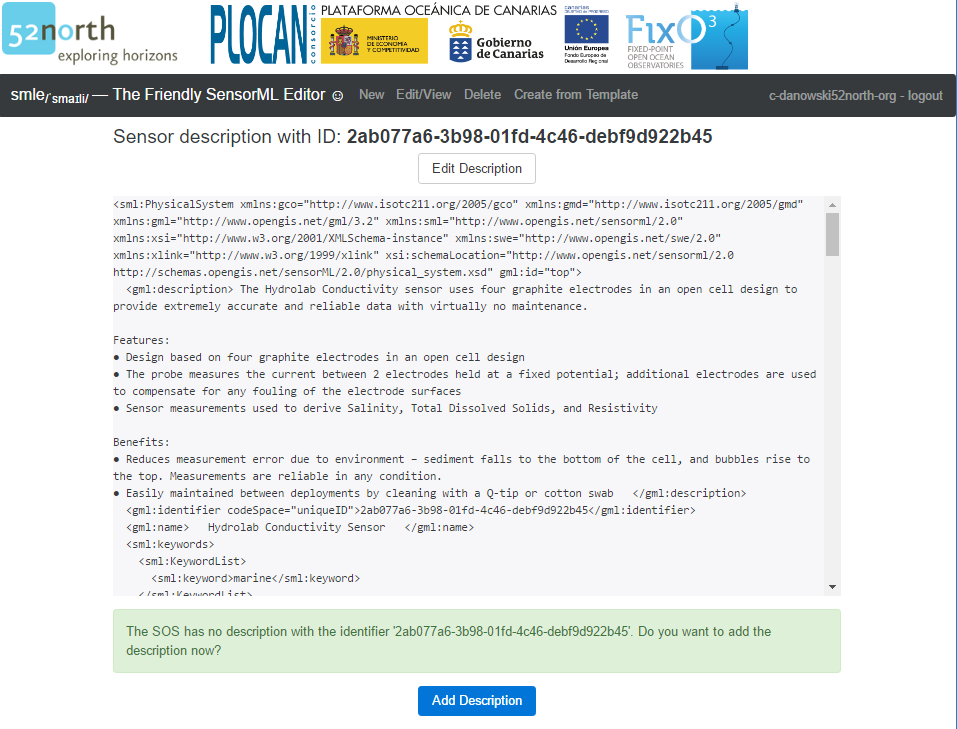 52north
exploring horizons
PLOCAN
consorcio
PLATAFORMA OCEÁNICA DE CANARIAS
MINISTERIO
DE ECONOMÍA
Y COMPETITIVIDAD
Gobierno
de Canarias
canarias
objetivo de progreso
Unión Europea
Fondo Europeo de
Desarrollo Regional
FixO3
FIXED-POINT
OPEN OCEAN
OBSERVATORIES
smle/ˈsmaɪli/ — The Friendly SensorML Editor ☺ New Edit/View Delete Create from Template c-danowski52north-org - logout
Sensor description with ID: 2ab077a6-3b98-01fd-4c46-debf9d922b45
Edit Description
<sml:PhysicalSystem xmlns:gco="http://www.isotc211.org/2005/gco" xmlns:gmd="http://www.isotc211.org/2005/gmd"
xmlns:gml="http://www.opengis.net/gml/3.2" xmlns:sml="http://www.opengis.net/sensorml/2.0"
xmlns:xsi="http://www.w3.org/2001/XMLSchema-instance" xmlns:swe="http://www.opengis.net/swe/2.0"
xmlns:xlink="http://www.w3.org/1999/xlink" xsi:schemaLocation="http://www.opengis.net/sensorml/2.0
http://schemas.opengis.net/sensorML/2.0/physical_system.xsd" gml:id="top">
<gml:description> The Hydrolab Conductivity sensor uses four graphite electrodes in an open cell design to
provide extremely accurate and reliable data with virtually no maintenance.
Features:
● Design based on four graphite electrodes in an open cell design
● The probe measures the current between 2 electrodes held at a fixed potential; additional electrodes are used
to compensate for any fouling of the electrode surfaces
● Sensor measurements used to derive Salinity, Total Dissolved Solids, and Resistivity
Benefits:
● Reduces measurement error due to environment – sediment falls to the bottom of the cell, and bubbles rise to
the top. Measurements are reliable in any condition.
● Easily maintained between deployments by cleaning with a Q-tip or cotton swab </gml:description>
<gml:identifier codeSpace="uniqueID">2ab077a6-3b98-01fd-4c46-debf9d922b45</gml:identifier>
<gml:name> Hydrolab Conductivity Sensor </gml:name>
<sml:keywords>
<sml:KeywordList>
<sml:keyword>marine</sml:keyword>
</sml:KeywordList>
The SOS has no description with the identifier '2ab077a6-3b98-01fd-4c46-debf9d922b45'. Do you want to add the
description now?
Add Description